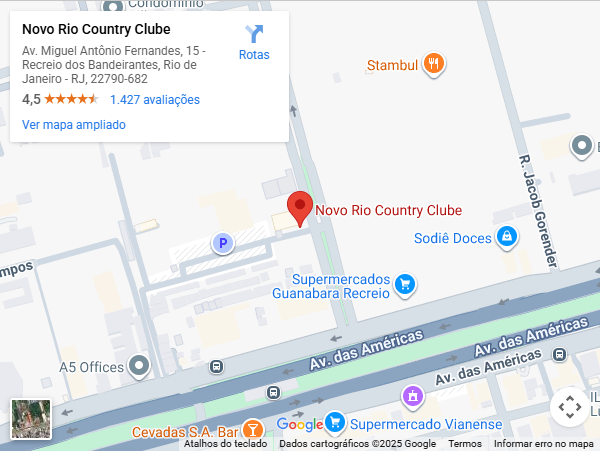 Condomínio
Novo Rio Country Clube
Av. Miguel Antônio Fernandes, 15 -
Recreio dos Bandeirantes, Rio de
Janeiro - RJ, 22790-682
4,5
1.427 avaliações
Ver mapa ampliado
Rotas
Stambul
R. Jacob Gorender
Novo Rio Country Clube
P
Sodiê Doces
mpos
Supermercados
Guanabara Recreio
Av. das Américas
Av. das Américas
A5 Offices
Av. das Américas
IL
Lu
Cevadas S.A. Bar
Google
Supermercado Vianense
Atalhos do teclado
Dados cartográficos ©2025 Google
Termos
Informar erro no mapa